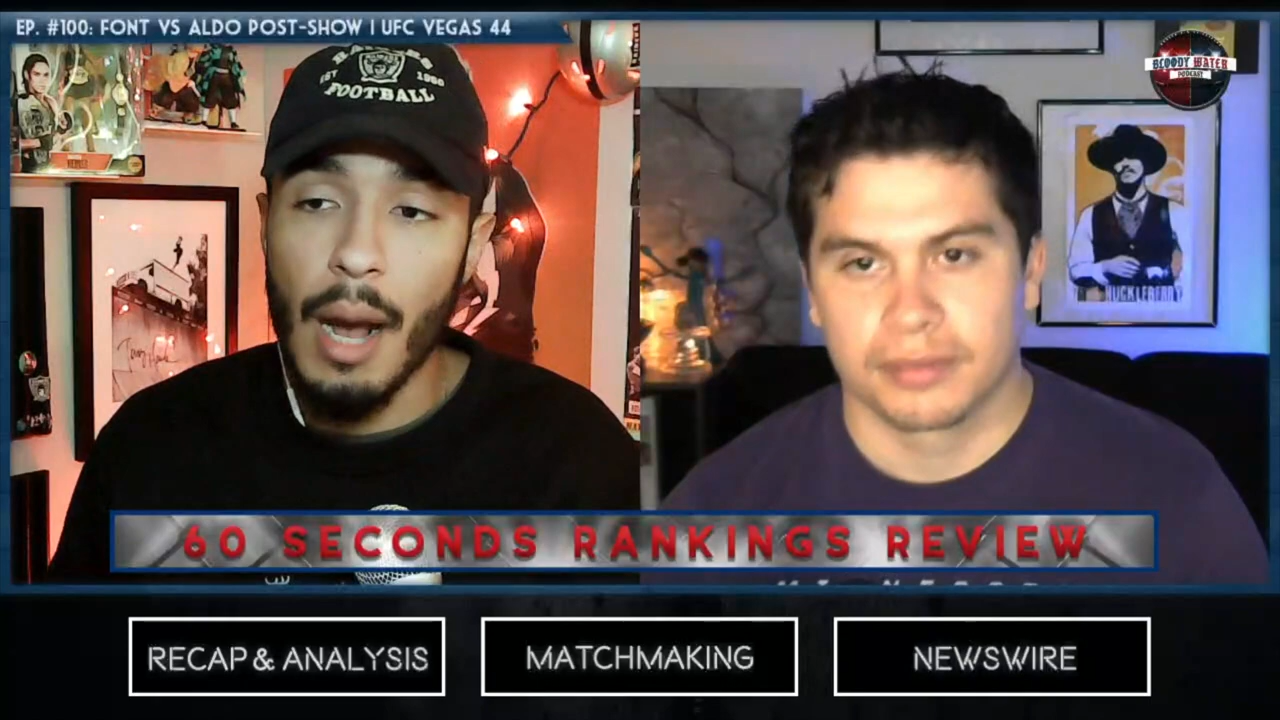 EP. #100: FONT VS ALDO POST-SHOW | UFC VEGAS 44
BLOODY WATER
PODCAST
RAIDERS
EST 1960
FOOTBALL
HUCKLEBERRY
60 SECONDS RANKINGS REVIEW
RECAP & ANALYSIS
MATCHMAKING
NEWSWIRE